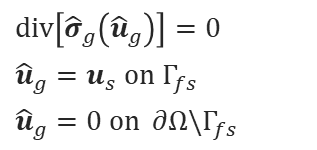 div[𝝈̂_g(𝒖̂_g)] = 0
𝒖̂_g = 𝒖_s on Γ_fs
𝒖̂_g = 0 on ∂Ω\Γ_fs